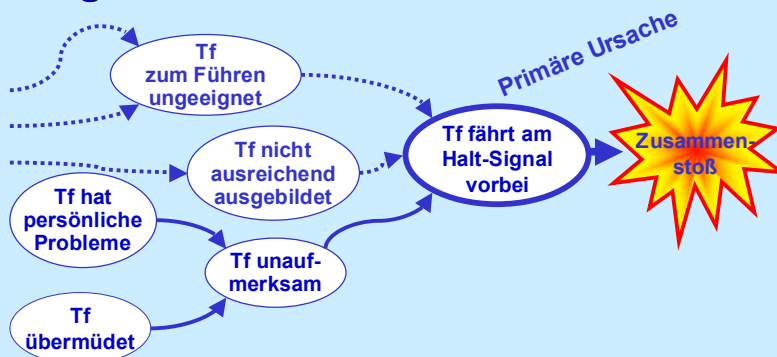 Tf
zum Führen
ungeeignet
Primäre Ursache
Tf fährt am
Halt-Signal
vorbei
Zusammen-
stoß
Tf nicht
ausreichend
ausgebildet
Tf hat
persönliche
Probleme
Tf unauf-
merksam
Tf
übermüdet